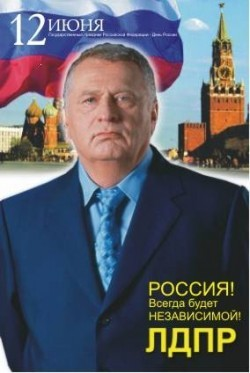 12 ИЮНЯ
Государственный праздник Российской Федерации - День России
РОССИЯ!
Всегда будет
НЕЗАВИСИМОЙ!
ЛДПР